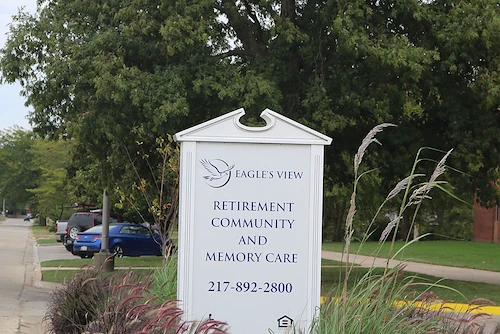 EAGLE'S VIEW
RETIREMENT
COMMUNITY
AND
MEMORY CARE
217-892-2800